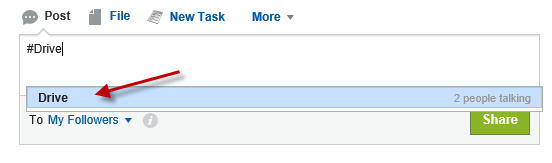 Post File New Task More
#Drive
Drive 2 people talking
To My Followers i Share